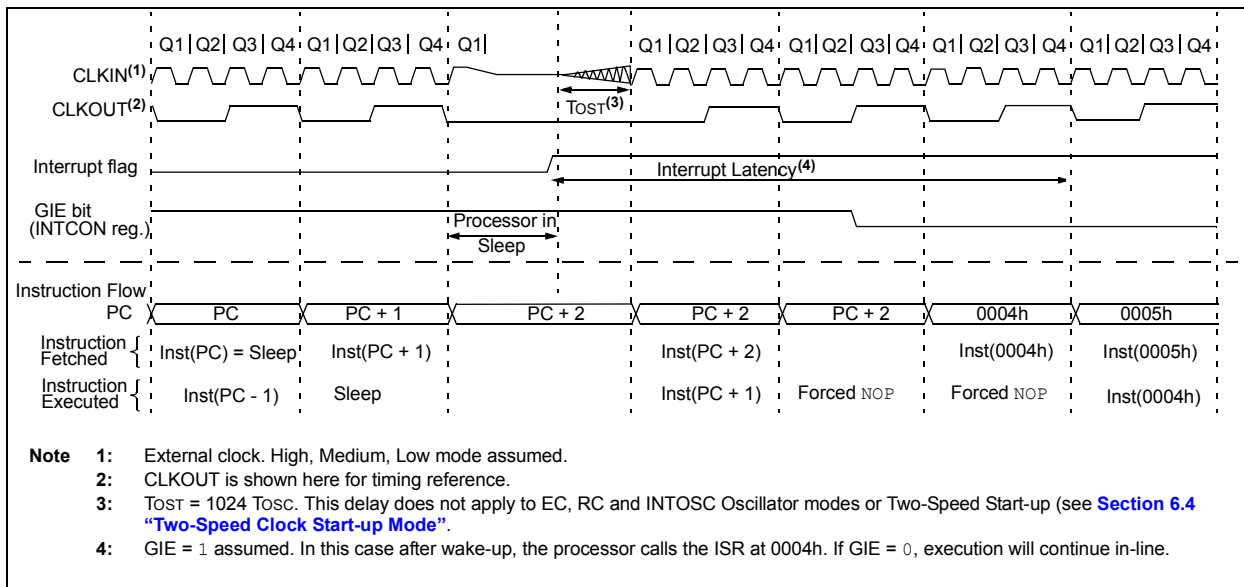 Q1| Q2| Q3| Q4 Q1|Q2|Q3| Q4 Q1| Q1|Q2|Q3| Q4 Q1|Q2|Q3| Q4 Q1|Q2|Q3| Q4 Q1|Q2|Q3| Q4
CLKIN(1)
CLKOUT(2) TOST(3)
Interrupt flag Interrupt Latency(4)
GIE bit
(INTCON reg.) Processor in
Sleep
Instruction Flow
PC PC PC + 1 PC + 2 PC + 2 PC + 2 0004h 0005h
Instruction
Fetched { Inst(PC) = Sleep Inst(PC + 1) Inst(PC + 2) Inst(0004h) Inst(0005h)
Instruction
Executed { Inst(PC - 1) Sleep Inst(PC + 1) Forced NOP Forced NOP Inst(0004h)
Note 1: External clock. High, Medium, Low mode assumed.
2: CLKOUT is shown here for timing reference.
3: TOST = 1024 TOSC. This delay does not apply to EC, RC and INTOSC Oscillator modes or Two-Speed Start-up (see Section 6.4
“Two-Speed Clock Start-up Mode”.
4: GIE = 1 assumed. In this case after wake-up, the processor calls the ISR at 0004h. If GIE = 0, execution will continue in-line.